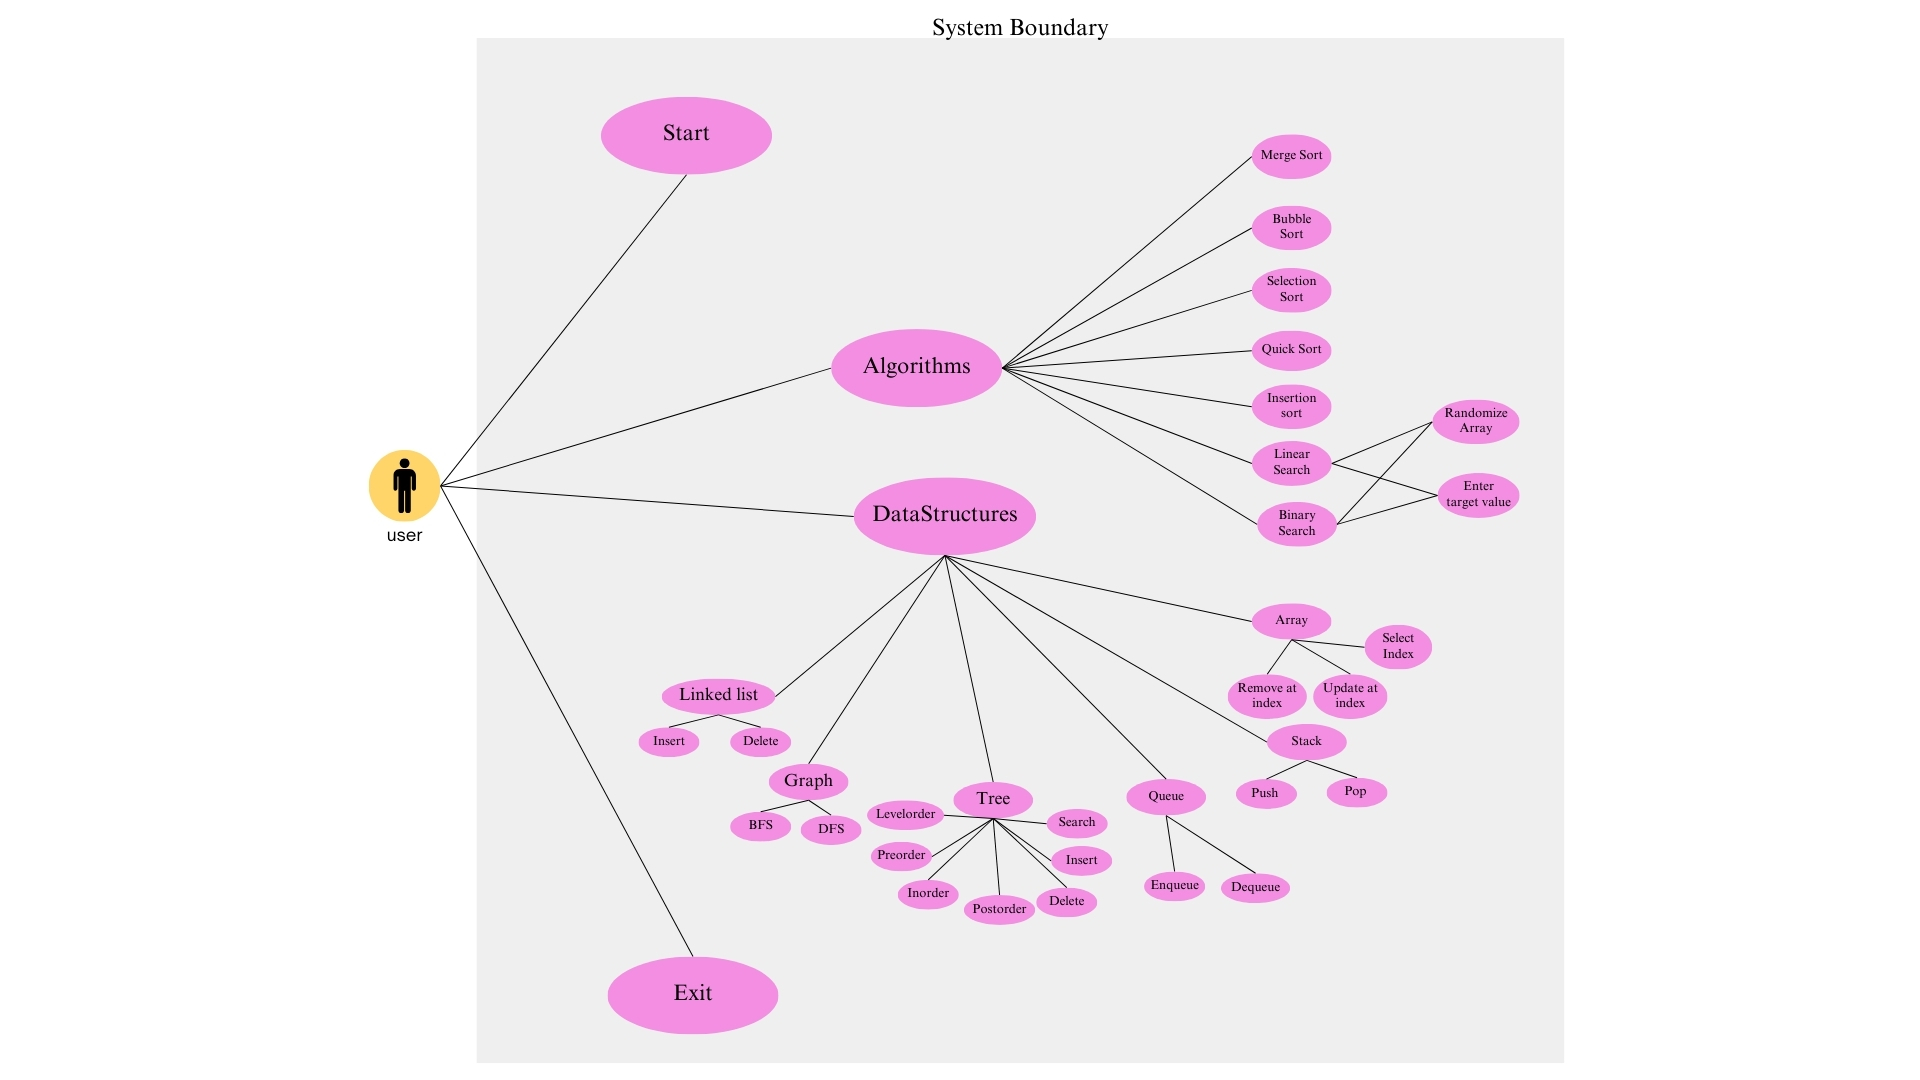 System Boundary
Start
Merge Sort
Bubble
Sort
Selection
Sort
Quick Sort
Algorithms
Insertion
sort
Randomize
Array
Linear
Search
Enter
target value
Binary
Search
user
DataStructures
Array
Select
Index
Remove at
index
Update at
index
Linked list
Insert
Delete
Stack
Push
Pop
Graph
BFS
DFS
Tree
Levelorder
Search
Preorder
Insert
Inorder
Postorder
Delete
Queue
Enqueue
Dequeue
Exit